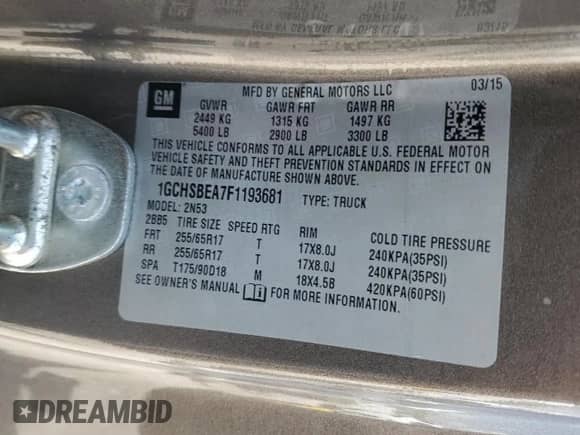 GM
MFD BY GENERAL MOTORS LLC 03/15
GVWR GAWR FRT GAWR RR
2449 KG 1315 KG 1497 KG
5400 LB 2900 LB 3300 LB
THIS VEHICLE CONFORMS TO ALL APPLICABLE U.S. FEDERAL MOTOR
VEHICLE SAFETY AND THEFT PREVENTION STANDARDS IN EFFECT ON
THE DATE OF MANUFACTURE SHOWN ABOVE.
1GCHSBEA7F1193681 TYPE: TRUCK
MODEL: 2N53
2BB5 TIRE SIZE SPEED RTG RIM COLD TIRE PRESSURE
FRT 255/65R17 T 17X8.0J 240KPA(35PSI)
RR 255/65R17 T 17X8.0J 240KPA(35PSI)
SPA T175/90D18 M 18X4.5B 420KPA(60PSI)
SEE OWNER'S MANUAL FOR MORE INFORMATION.
DREAMBID